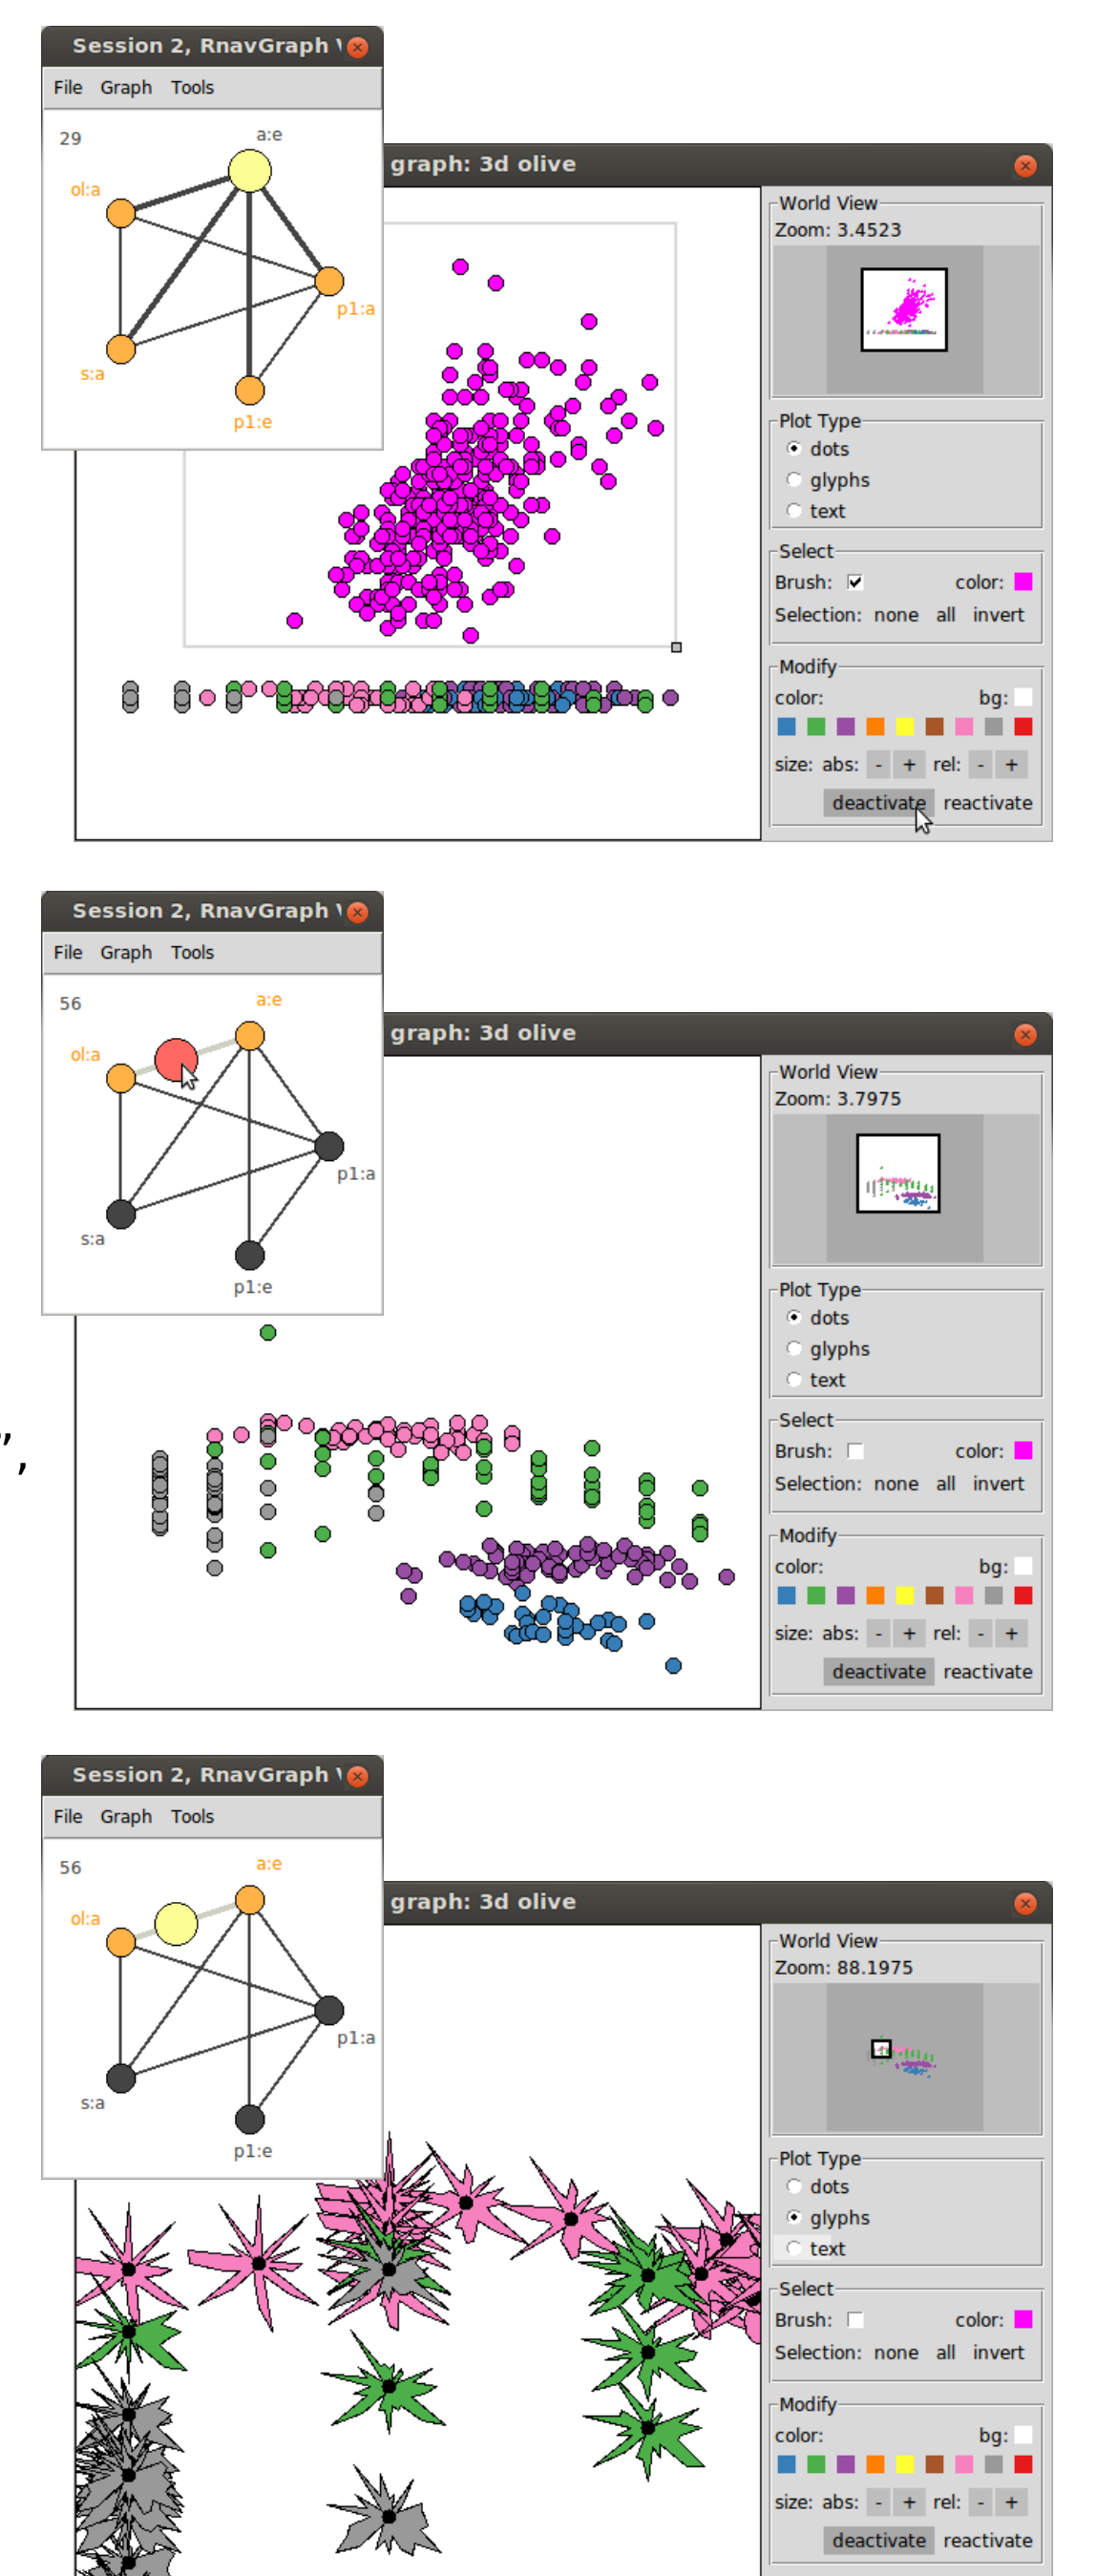 Session 2, RnavGraph V
File Graph Tools
29
a:e
ol:a
p1:a
s:a
p1:e
graph: 3d olive
World View
Zoom: 3.4523
Plot Type
dots
glyphs
text
Select
Brush: color:
Selection: none all invert
Modify
color: bg:
size: abs: - + rel: - +
deactivate reactivate
Session 2, RnavGraph V
File Graph Tools
56
a:e
ol:a
p1:a
s:a
p1:e
graph: 3d olive
World View
Zoom: 3.7975
Plot Type
dots
glyphs
text
Select
Brush: color:
Selection: none all invert
Modify
color: bg:
size: abs: - + rel: - +
deactivate reactivate
",
Session 2, RnavGraph V
File Graph Tools
56
a:e
ol:a
p1:a
s:a
p1:e
graph: 3d olive
World View
Zoom: 88.1975
Plot Type
dots
glyphs
text
Select
Brush: color:
Selection: none all invert
Modify
color: bg:
size: abs: - + rel: - +
deactivate reactivate